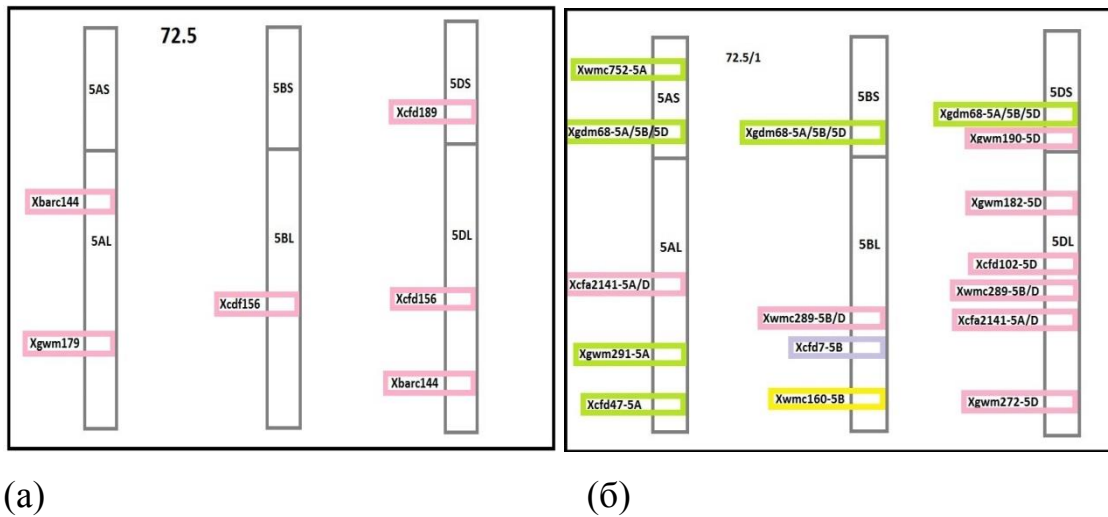 72.5
5AS
5BS
5DS
Xcfd189
Xbarc144
5AL
5BL
5DL
Xcdf156
Xcfd156
Xgwm179
Xbarc144
72.5/1
Xwmc752-5A
5AS
5BS
5DS
Xgdm68-5A/5B/5D
Xgdm68-5A/5B/5D
Xgdm68-5A/5B/5D
Xgwm190-5D
Xgwm182-5D
5AL
5BL
5DL
Xcfd102-5D
Xcfa2141-5A/D
Xwmc289-5B/D
Xwmc289-5B/D
Xcfa2141-5A/D
Xcfd7-5B
Xgwm291-5A
Xcfd47-5A
Xwmc160-5B
Xgwm272-5D
(а)
(б)